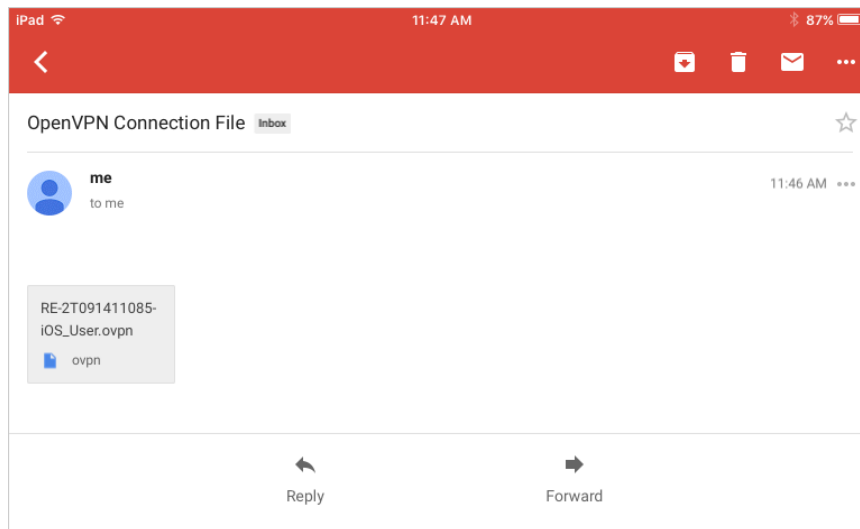 iPad 11:47 AM 87%
OpenVPN Connection File Inbox
me
to me
11:46 AM
RE-2T091411085-
iOS_User.ovpn
ovpn
Reply Forward